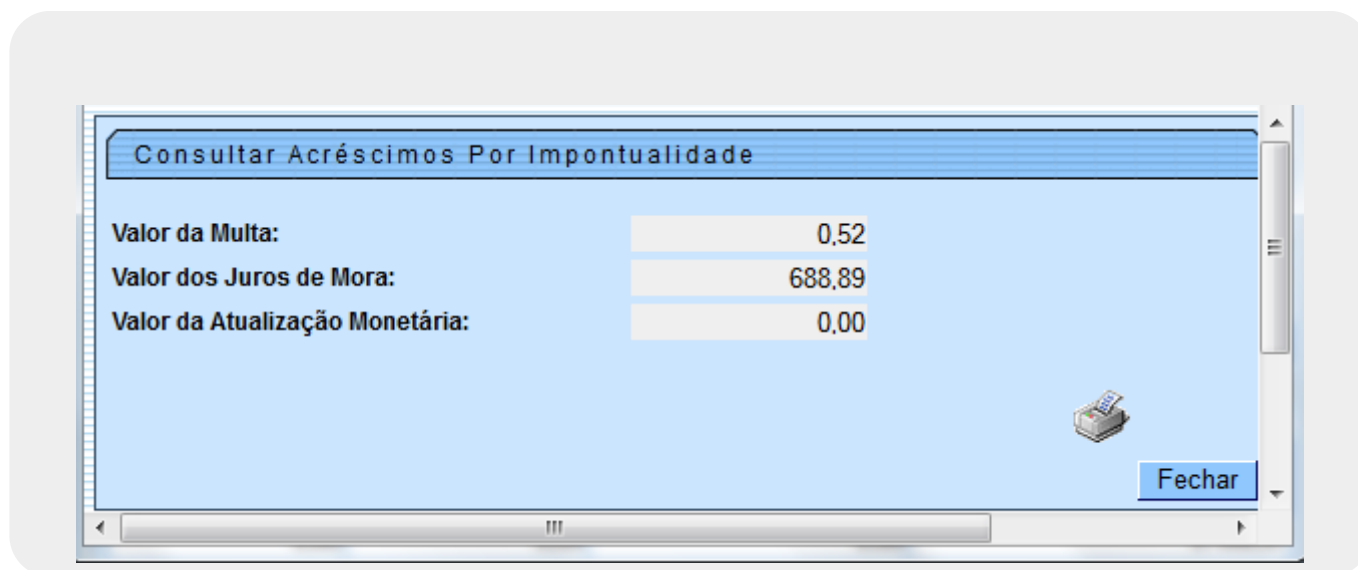 Consultar Acréscimos Por Impontualidade
Valor da Multa: 0,52
Valor dos Juros de Mora: 688,89
Valor da Atualização Monetária: 0,00
Fechar